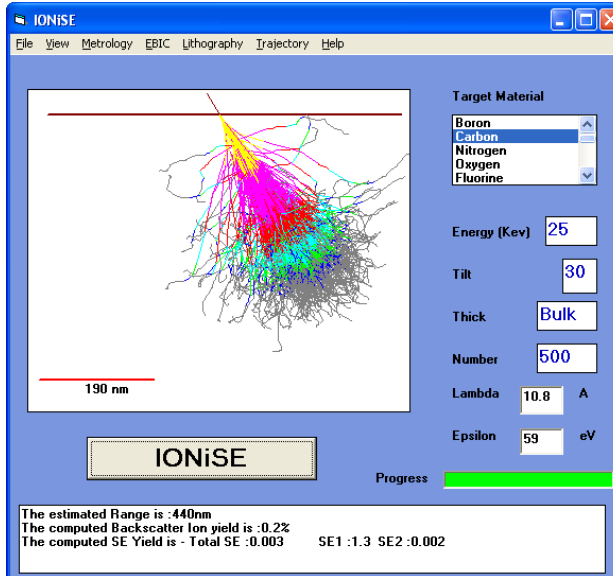 IONiSE
File View Metrology EBIC Lithography Trajectory Help
Target Material
Boron
Carbon
Nitrogen
Oxygen
Fluorine
Energy (Kev) 25
Tilt 30
Thick Bulk
Number 500
190 nm
Lambda 10.8 A
Epsilon 59 eV
IONiSE
Progress
The estimated Range is :440nm
The computed Backscatter Ion yield is :0.2%
The computed SE Yield is - Total SE :0.003 SE1 :1.3 SE2 :0.002